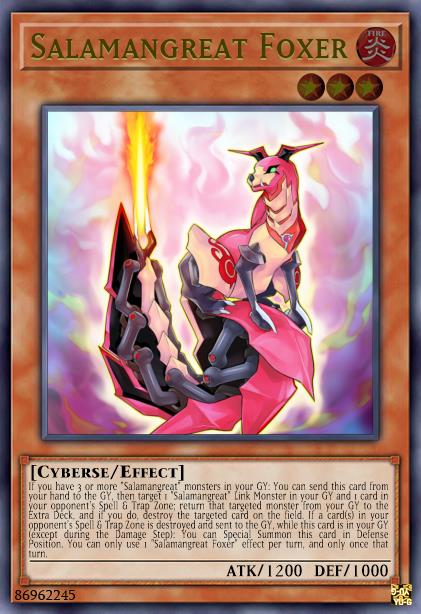 Salamangreat Foxer
FIRE
炎
[Cyberse/Effect]
If you have 3 or more "Salamangreat" monsters in your GY: You can send this card from
your hand to the GY, then target 1 "Salamangreat" Link Monster in your GY and 1 card in
your opponent's Spell & Trap Zone; return that targeted monster from your GY to the
Extra Deck, and if you do, destroy the targeted card on the field. If a card(s) in your
opponent's Spell & Trap Zone is destroyed and sent to the GY, while this card is in your GY
(except during the Damage Step): You can Special Summon this card in Defense
Position. You can only use 1 "Salamangreat Foxer" effect per turn, and only once that
turn.
ATK/1200 DEF/1000
86962245